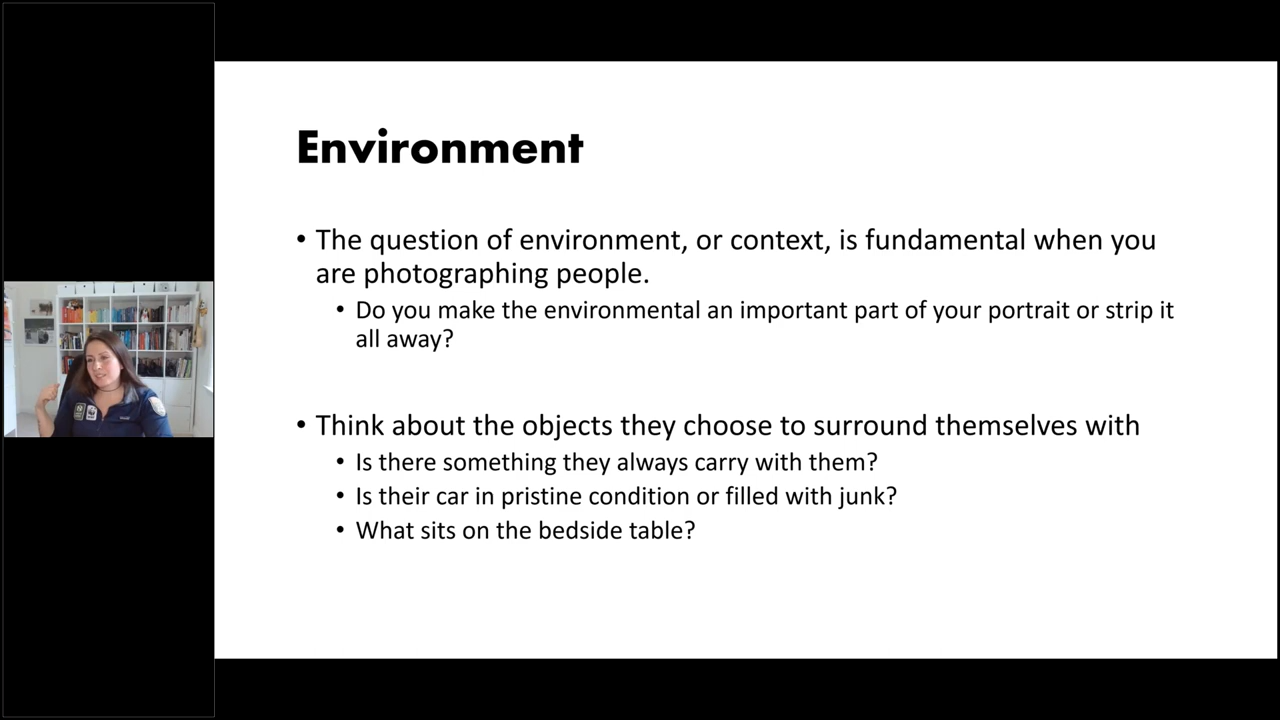 Environment
• The question of environment, or context, is fundamental when you
are photographing people.
• Do you make the environmental an important part of your portrait or strip it
all away?
• Think about the objects they choose to surround themselves with
• Is there something they always carry with them?
• Is their car in pristine condition or filled with junk?
• What sits on the bedside table?